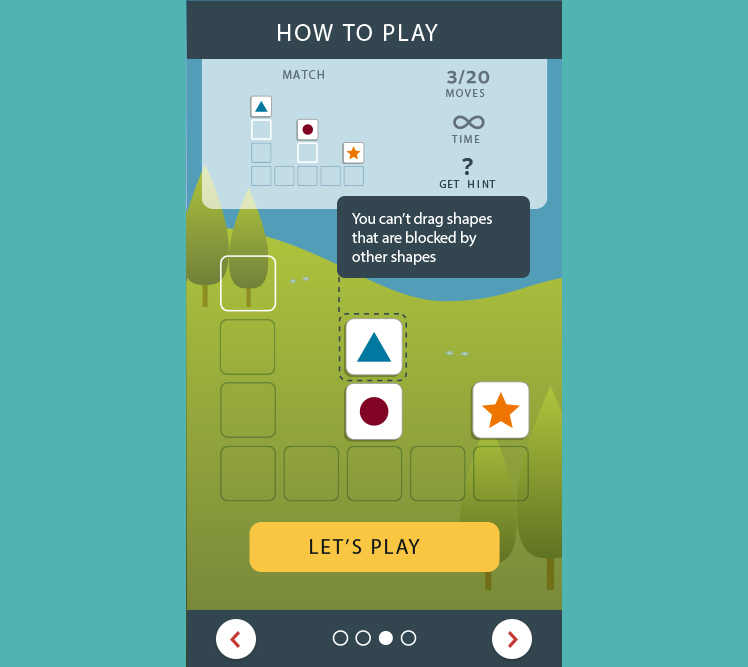 HOW TO PLAY
MATCH
3/20
MOVES
∞
TIME
?
GET HINT
You can't drag shapes
that are blocked by
other shapes
LET'S PLAY